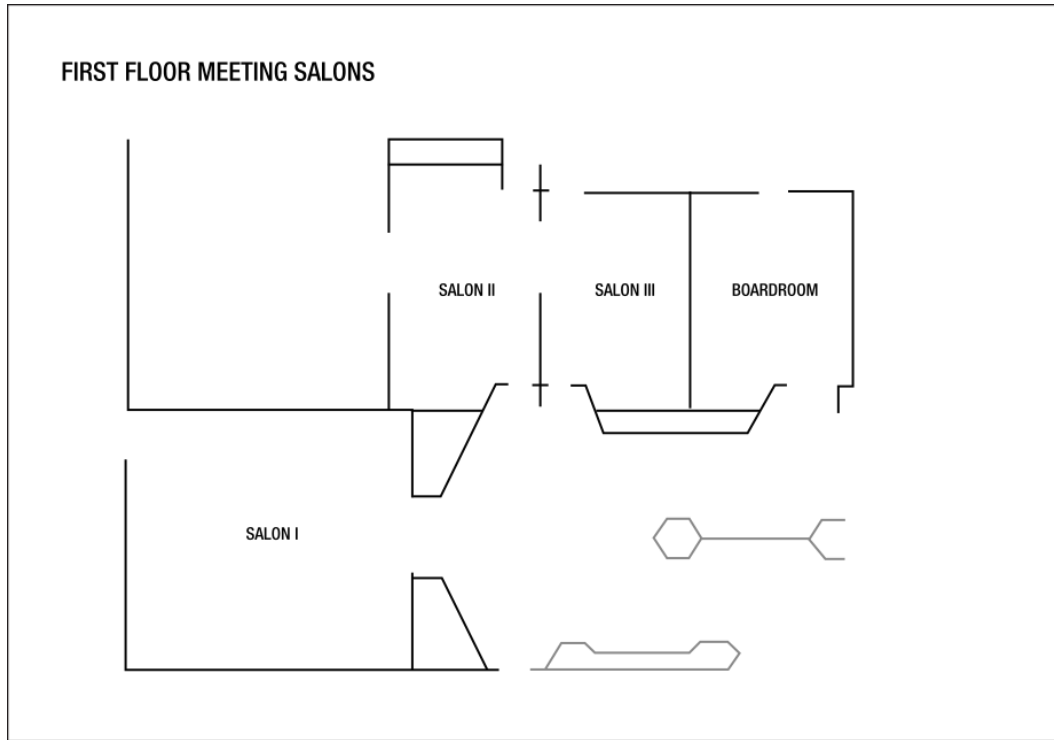 FIRST FLOOR MEETING SALONS
SALON II
SALON III
BOARDROOM
SALON I